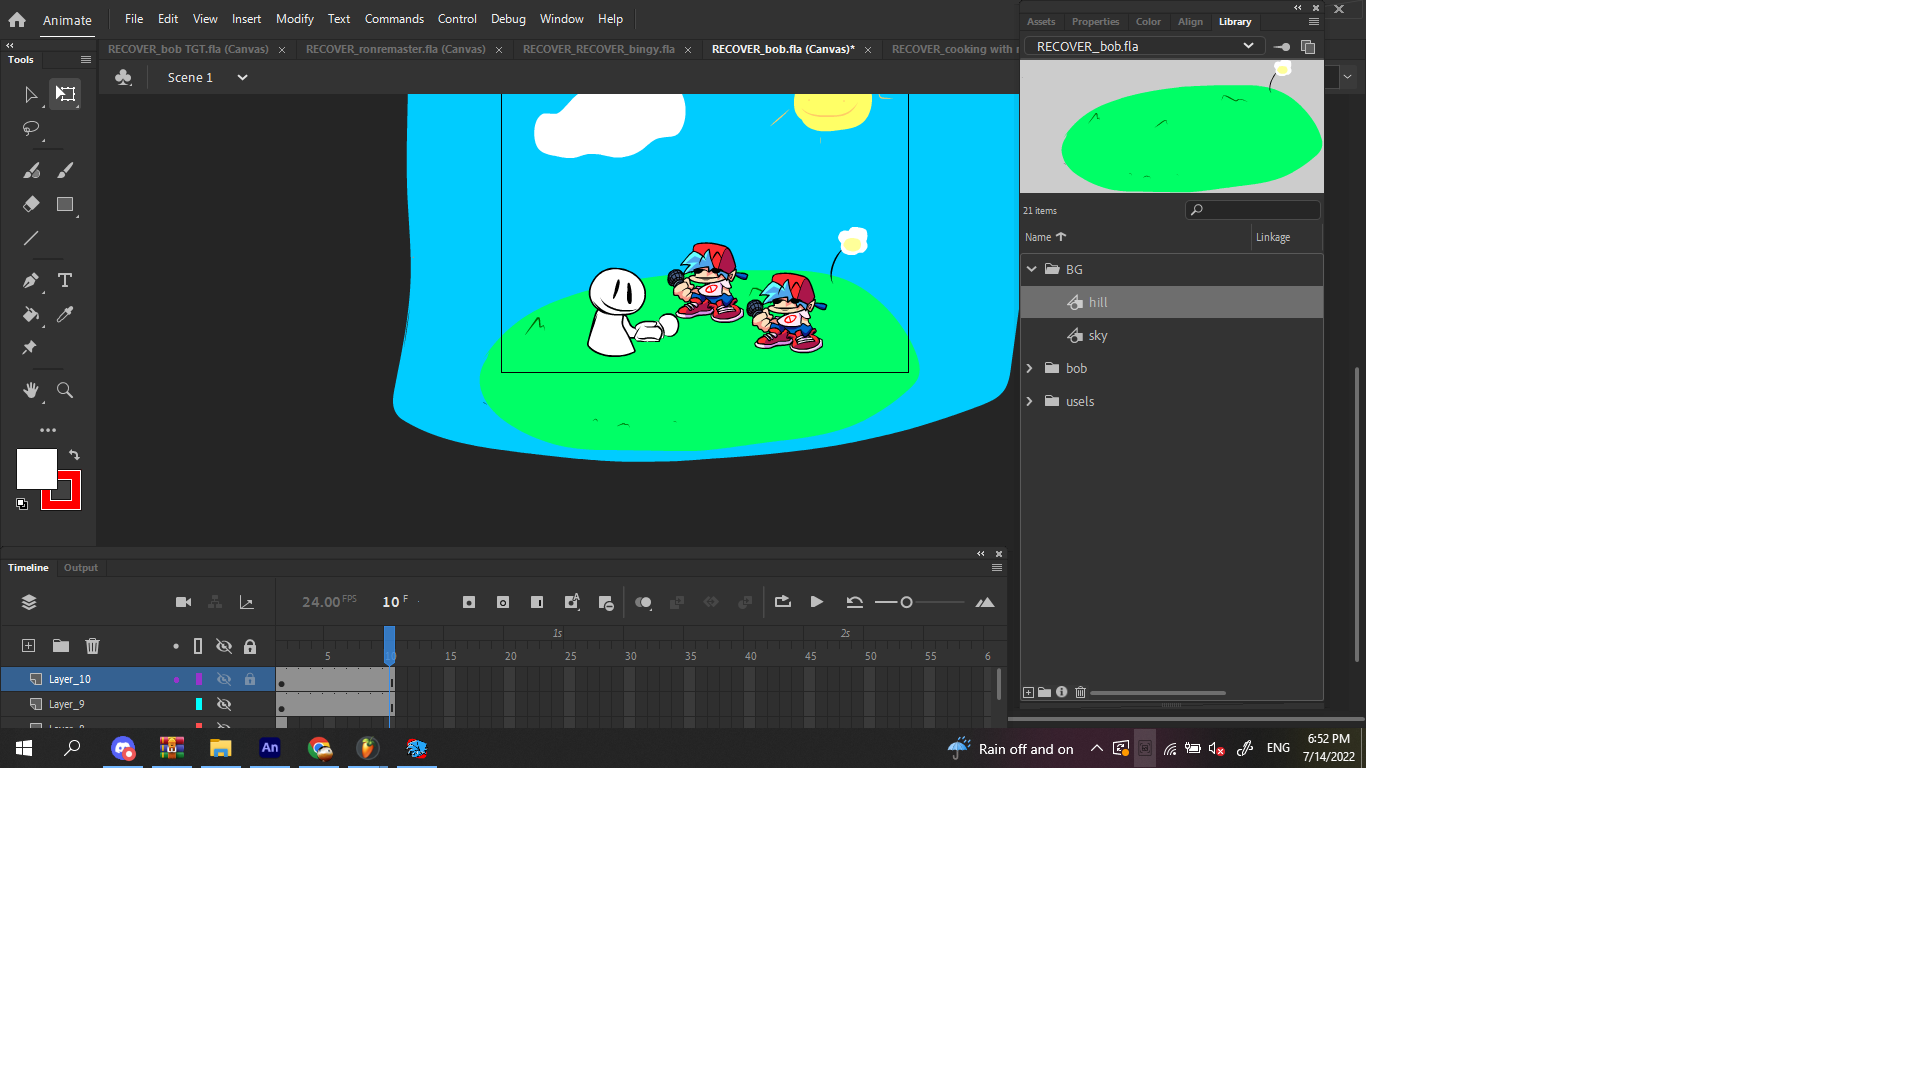 Animate
File Edit View Insert Modify Text Commands Control Debug Window Help
Assets Properties Color Align Library
Tools
RECOVER_bob TGT.fla (Canvas)
RECOVER_ronremaster.fla (Canvas)
RECOVER_RECOVER_bingy.fla
RECOVER_bob.fla (Canvas)*
RECOVER_cooking with
RECOVER_bob.fla
Scene 1
21 items
Name
Linkage
BG
hill
sky
bob
usels
T
Timeline Output
24.00 FPS
10 F
1s 2s
5 10 15 20 25 30 35 40 45 50 55 6
Layer_10
Layer_9
An
Rain off and on
ENG
6:52 PM
7/14/2022